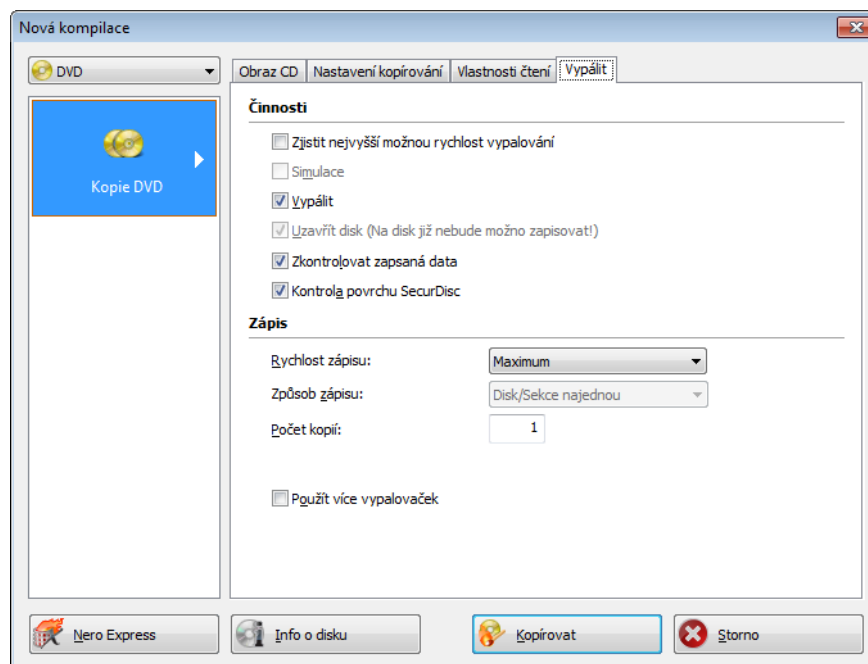 Nová kompilace
DVD
Obraz CD Nastavení kopírování Vlastnosti čtení Vypálit
Kopie DVD
Činnosti
Zjistit nejvyšší možnou rychlost vypalování
Simulace
Vypálit
Uzavřít disk (Na disk již nebude možno zapisovat!)
Zkontrolovat zapsaná data
Kontrola povrchu SecurDisc
Zápis
Rychlost zápisu: Maximum
Způsob zápisu: Disk/Sekce najednou
Počet kopií: 1
Použít více vypalovaček
Nero Express Info o disku Kopírovat Storno